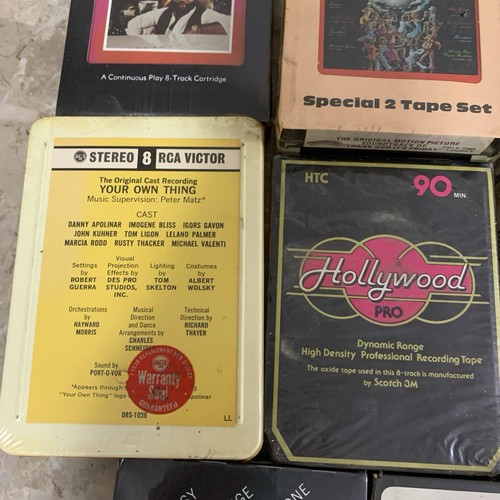 A Continuous Play 8-Track Cartridge
Special 2 Tape Set
THE ORIGINAL MOTION PICTURE
STEREO 8 RCA VICTOR
The Original Cast Recording
YOUR OWN THING
Music Supervision: Peter Matz*
CAST
DANNY APOLINAR IMOGENE BLISS IGORS GAVON
JOHN KUHNER TOM LIGON LELAND PALMER
MARCIA RODD RUSTY THACKER MICHAEL VALENTI
Settings
by
ROBERT
GUERRA
Visual
Projection
Effects by
DES PRO
STUDIOS,
INC.
Lighting
by
TOM
SKELTON
Costumes
by
ALBERT
WOLSKY
Orchestrations
by
HAYWARD
MORRIS
Musical
Direction
and Dance
Arrangements by
CHARLES
Technical
Direction
by
RICHARD
THAYER
Sound by
PORT-O-VOX
*Appears through
"Your Own Thing" logo
RCA
Warranty
Seal
GUARANTEED
OBS-1036
LL
HTC
90 MIN.
Hollywood
PRO
Dynamic Range
High Density Professional Recording Tape
The oxide tape used in this 8-track is manufactured
by Scotch 3M